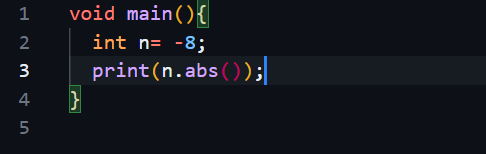 1 void main(){
2   int n= -8;
3   print(n.abs());
4 }
5